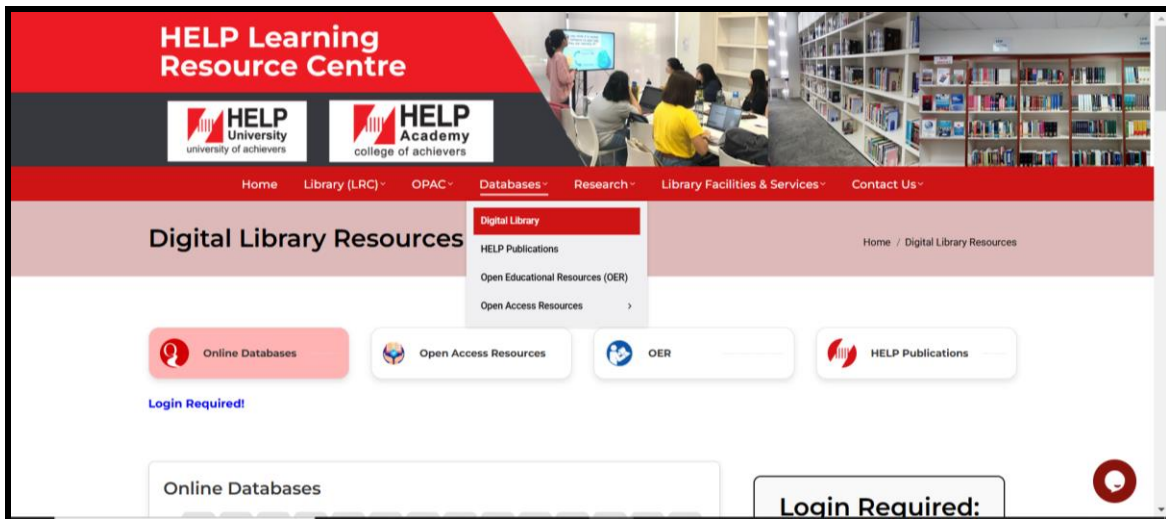 HELP Learning
Resource Centre
HELP
University
university of achievers
HELP
Academy
college of achievers
Home Library (LRC) OPAC Databases Research Library Facilities & Services Contact Us
Digital Library Resources
Home / Digital Library Resources
Digital Library
HELP Publications
Open Educational Resources (OER)
Open Access Resources
Online Databases Open Access Resources OER HELP Publications
Login Required!
Online Databases
Login Required: